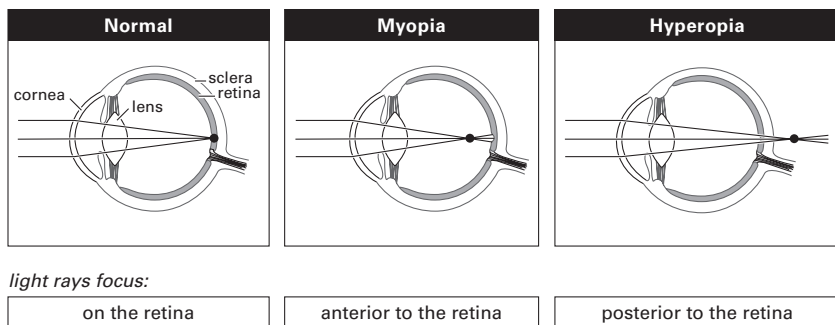 Normal
Myopia
Hyperopia
sclera
retina
cornea
lens
light rays focus:
on the retina
anterior to the retina
posterior to the retina